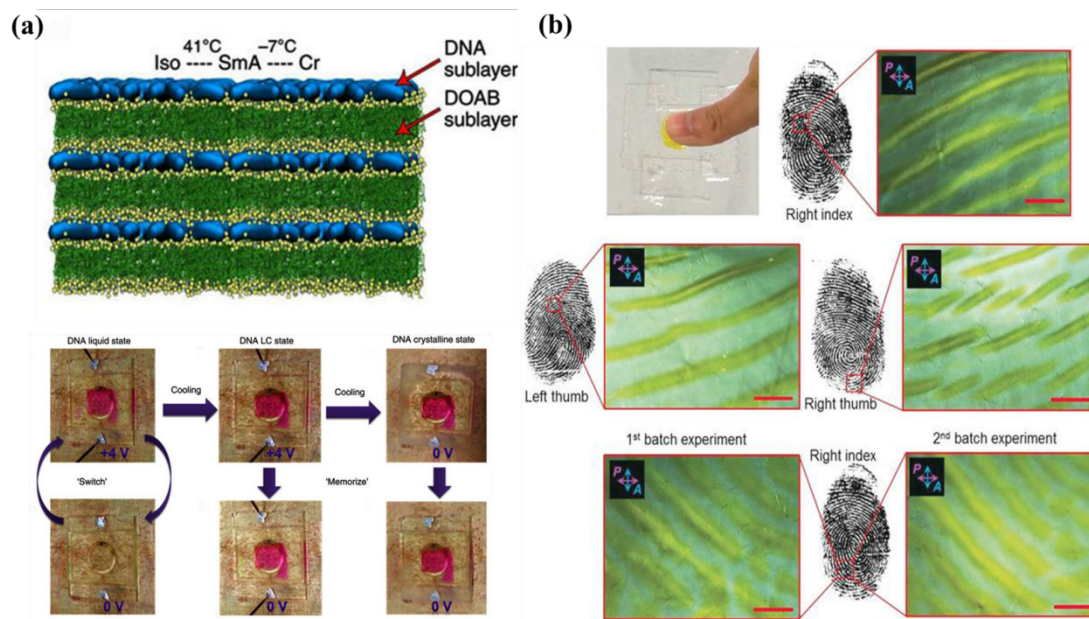 (a)
41°C –7°C
Iso ---- SmA ---- Cr
DNA
sublayer
DOAB
sublayer
DNA liquid state
DNA LC state
DNA crystalline state
Cooling
Cooling
+4 V
+4 V
0 V
'Switch'
'Memorize'
0 V
0 V
0 V
(b)
P
A
Right index
P
A
Left thumb
P
A
Right thumb
1st batch experiment
Right index
2nd batch experiment
P
A
P
A